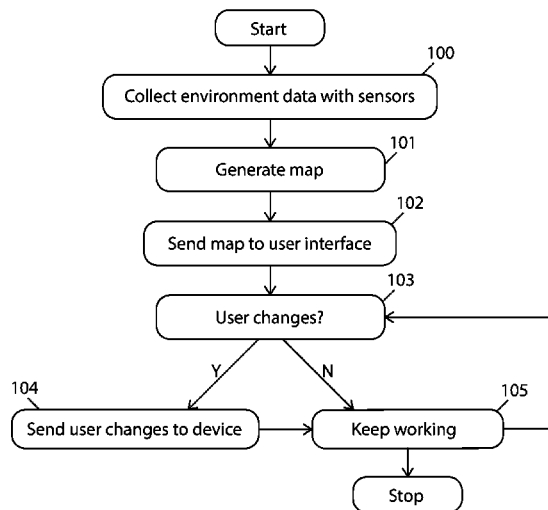 Start
100
Collect environment data with sensors
101
Generate map
102
Send map to user interface
103
User changes?
Y
N
104
Send user changes to device
105
Keep working
Stop